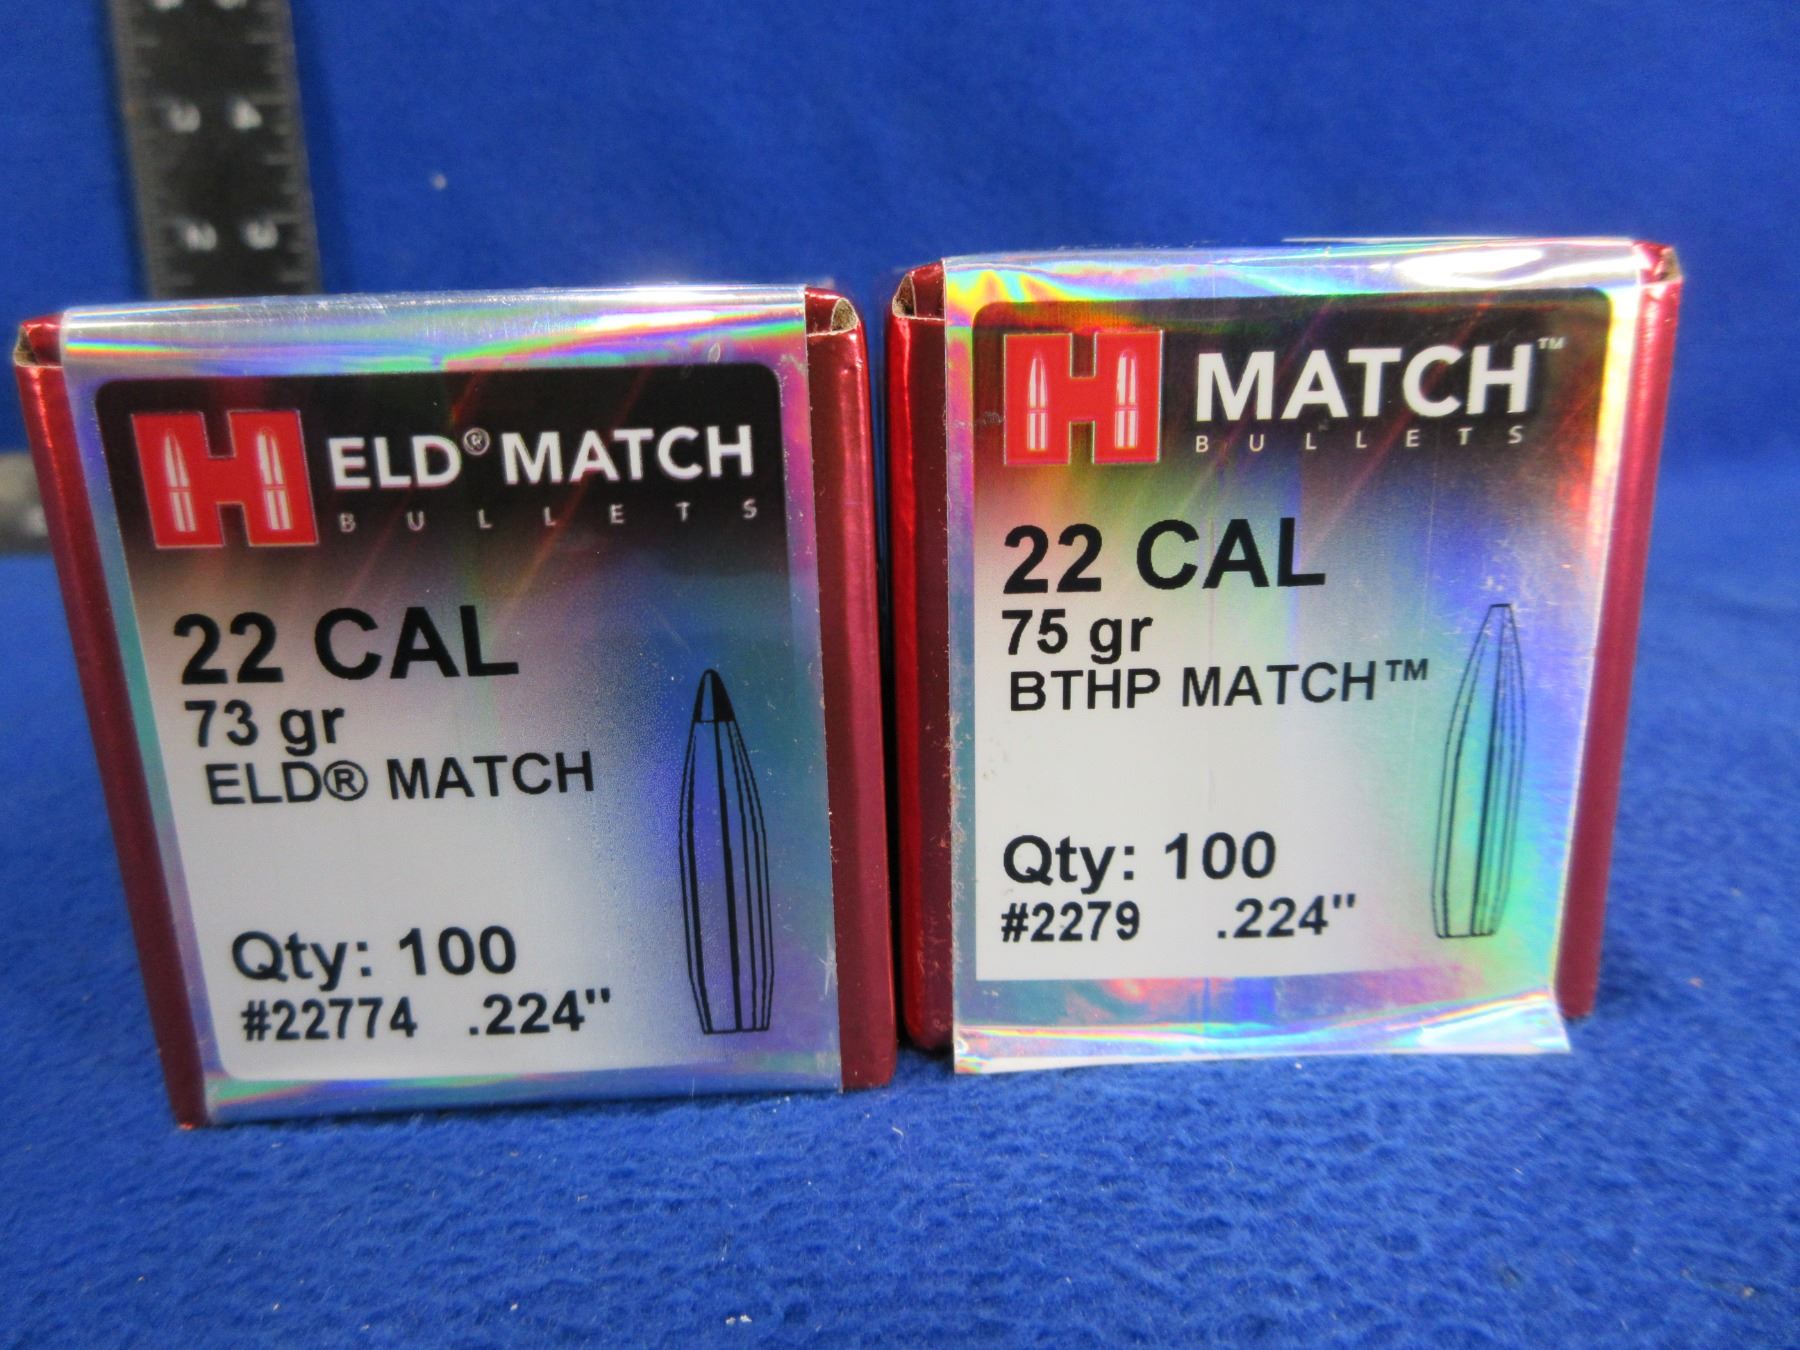 ELD® MATCH
BULLETS
22 CAL
73 gr
ELD® MATCH
Qty: 100
#22774 .224"
H MATCH™
BULLETS
22 CAL
75 gr
BTHP MATCH™
Qty: 100
#2279 .224"